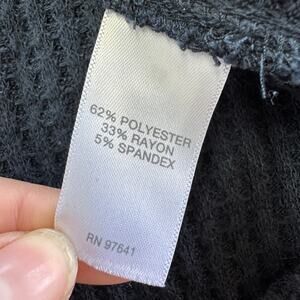 62% POLYESTER
33% RAYON
5% SPANDEX
RN 97641